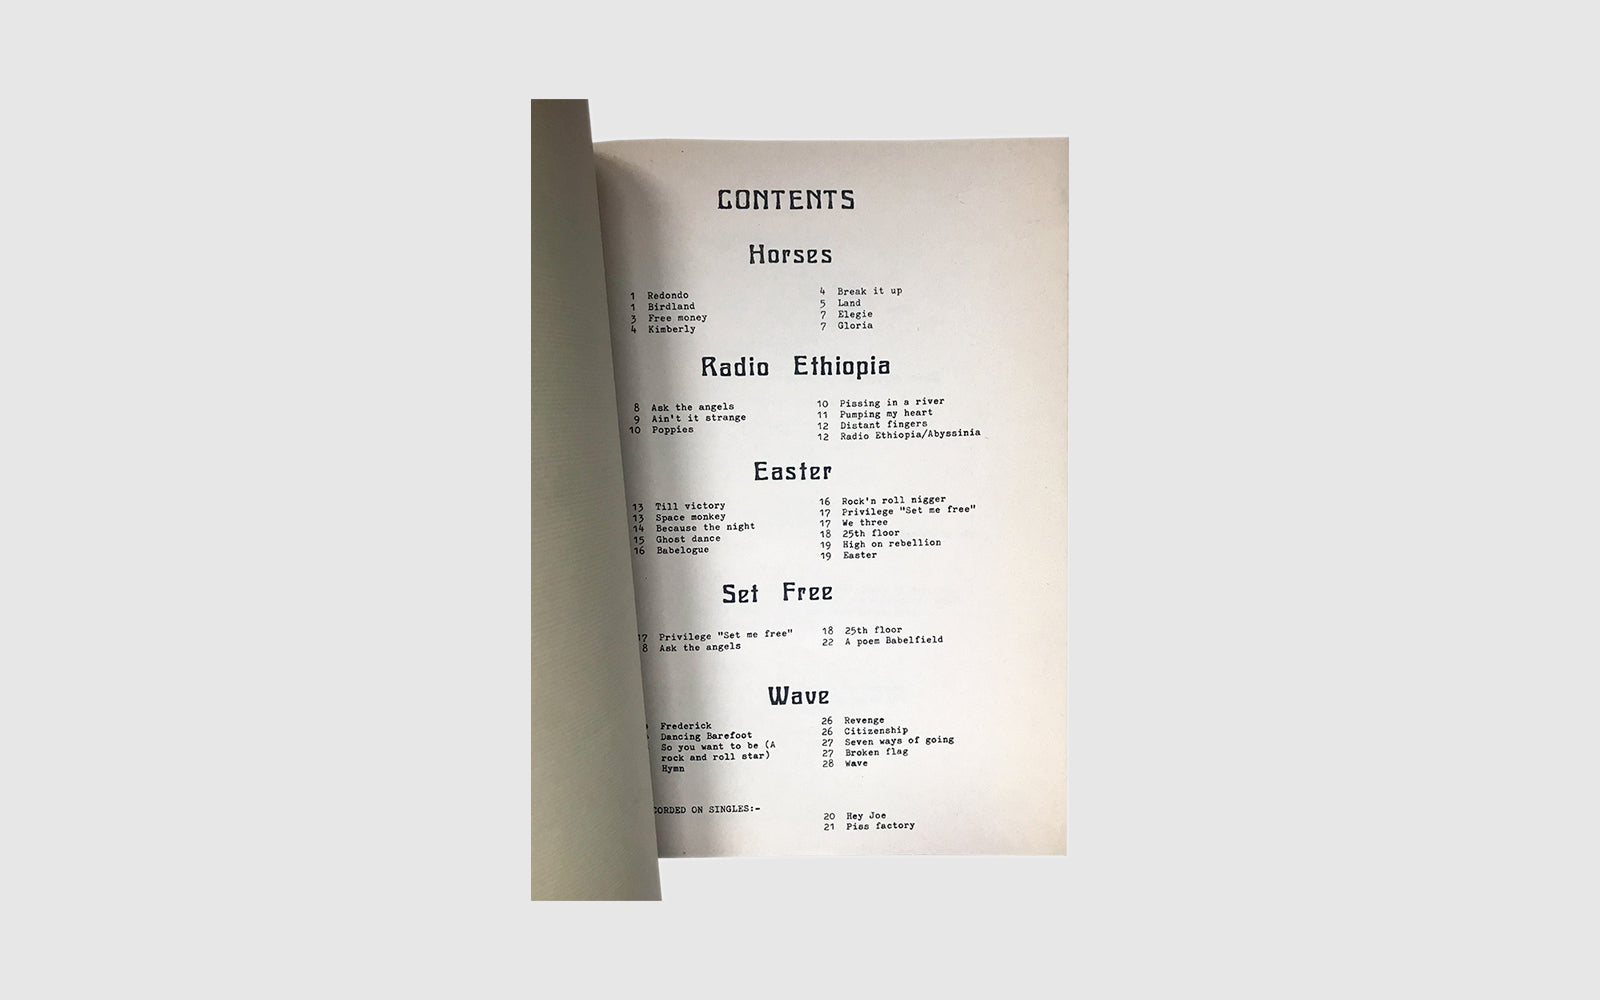 CONTENTS
Horses
1 Redondo
1 Birdland
3 Free money
4 Kimberly
4 Break it up
5 Land
7 Elegie
7 Gloria
Radio Ethiopia
8 Ask the angels
9 Ain't it strange
10 Poppies
10 Pissing in a river
11 Pumping my heart
12 Distant fingers
12 Radio Ethiopia/Abyssinia
Easter
13 Till victory
13 Space monkey
14 Because the night
15 Ghost dance
16 Babelogue
16 Rock'n roll nigger
17 Privilege "Set me free"
17 We three
18 25th floor
19 High on rebellion
19 Easter
Set Free
17 Privilege "Set me free"
8 Ask the angels
18 25th floor
22 A poem Babelfield
Wave
Frederick
Dancing Barefoot
So you want to be (A
rock and roll star)
Hymn
26 Revenge
26 Citizenship
27 Seven ways of going
27 Broken flag
28 Wave
CORDED ON SINGLES:-
20 Hey Joe
21 Piss factory